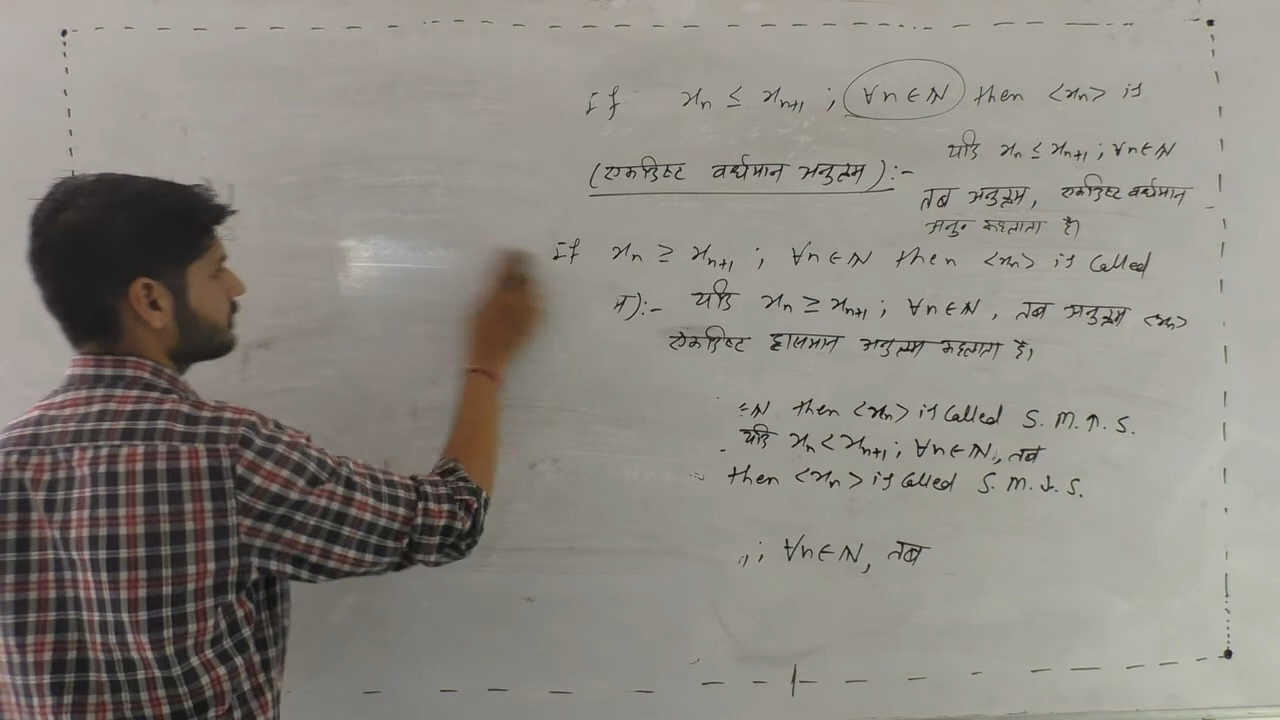 If xₙ ≤ xₙ₊₁ ; ∀n∈N then <xₙ> is
यदि xₙ ≤ xₙ₊₁ ; ∀n∈N
(एकदिष्ट वर्धमान अनुक्रम):-
तब अनुक्रम, एकदिष्ट वर्धमान
अनु॰ कहलाता है।
If xₙ ≥ xₙ₊₁ ; ∀n∈N then <xₙ> is called
म):- यदि xₙ ≥ xₙ₊₁ ; ∀n∈N, तब अनुक्रम <xₙ>
एकदिष्ट ह्रासमान अनुक्रम कहलाता है।
∈N then <xₙ> is called S.M.↑.S.
यदि xₙ < xₙ₊₁ ; ∀n∈N, तब
then <xₙ> is called S.M.↓.S.
; ∀n∈N, तब